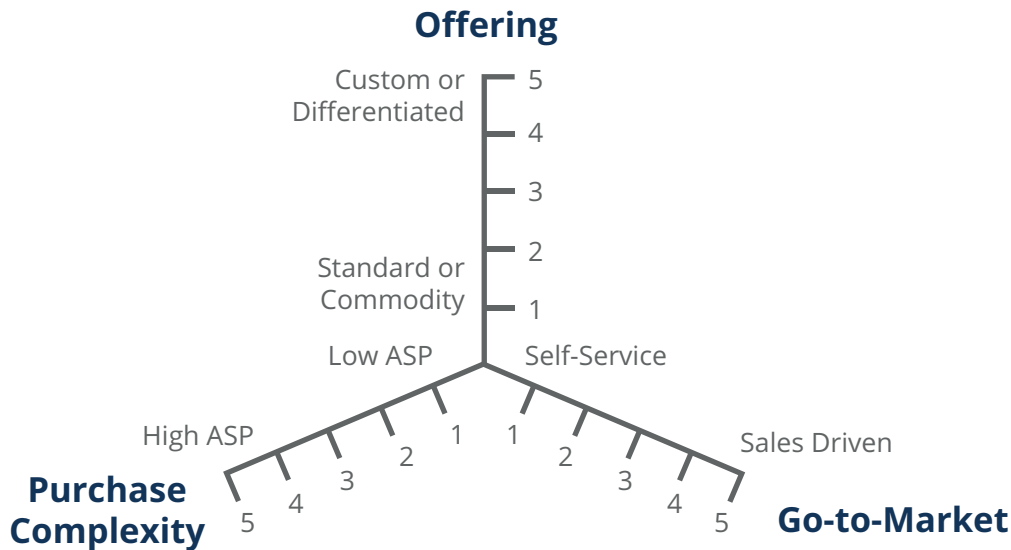 Offering
Custom or
Differentiated
5
4
3
2
Standard or
Commodity
1
Low ASP
Self-Service
High ASP
1
2
3
4
5
1
2
3
4
5
Sales Driven
Purchase
Complexity
Go-to-Market